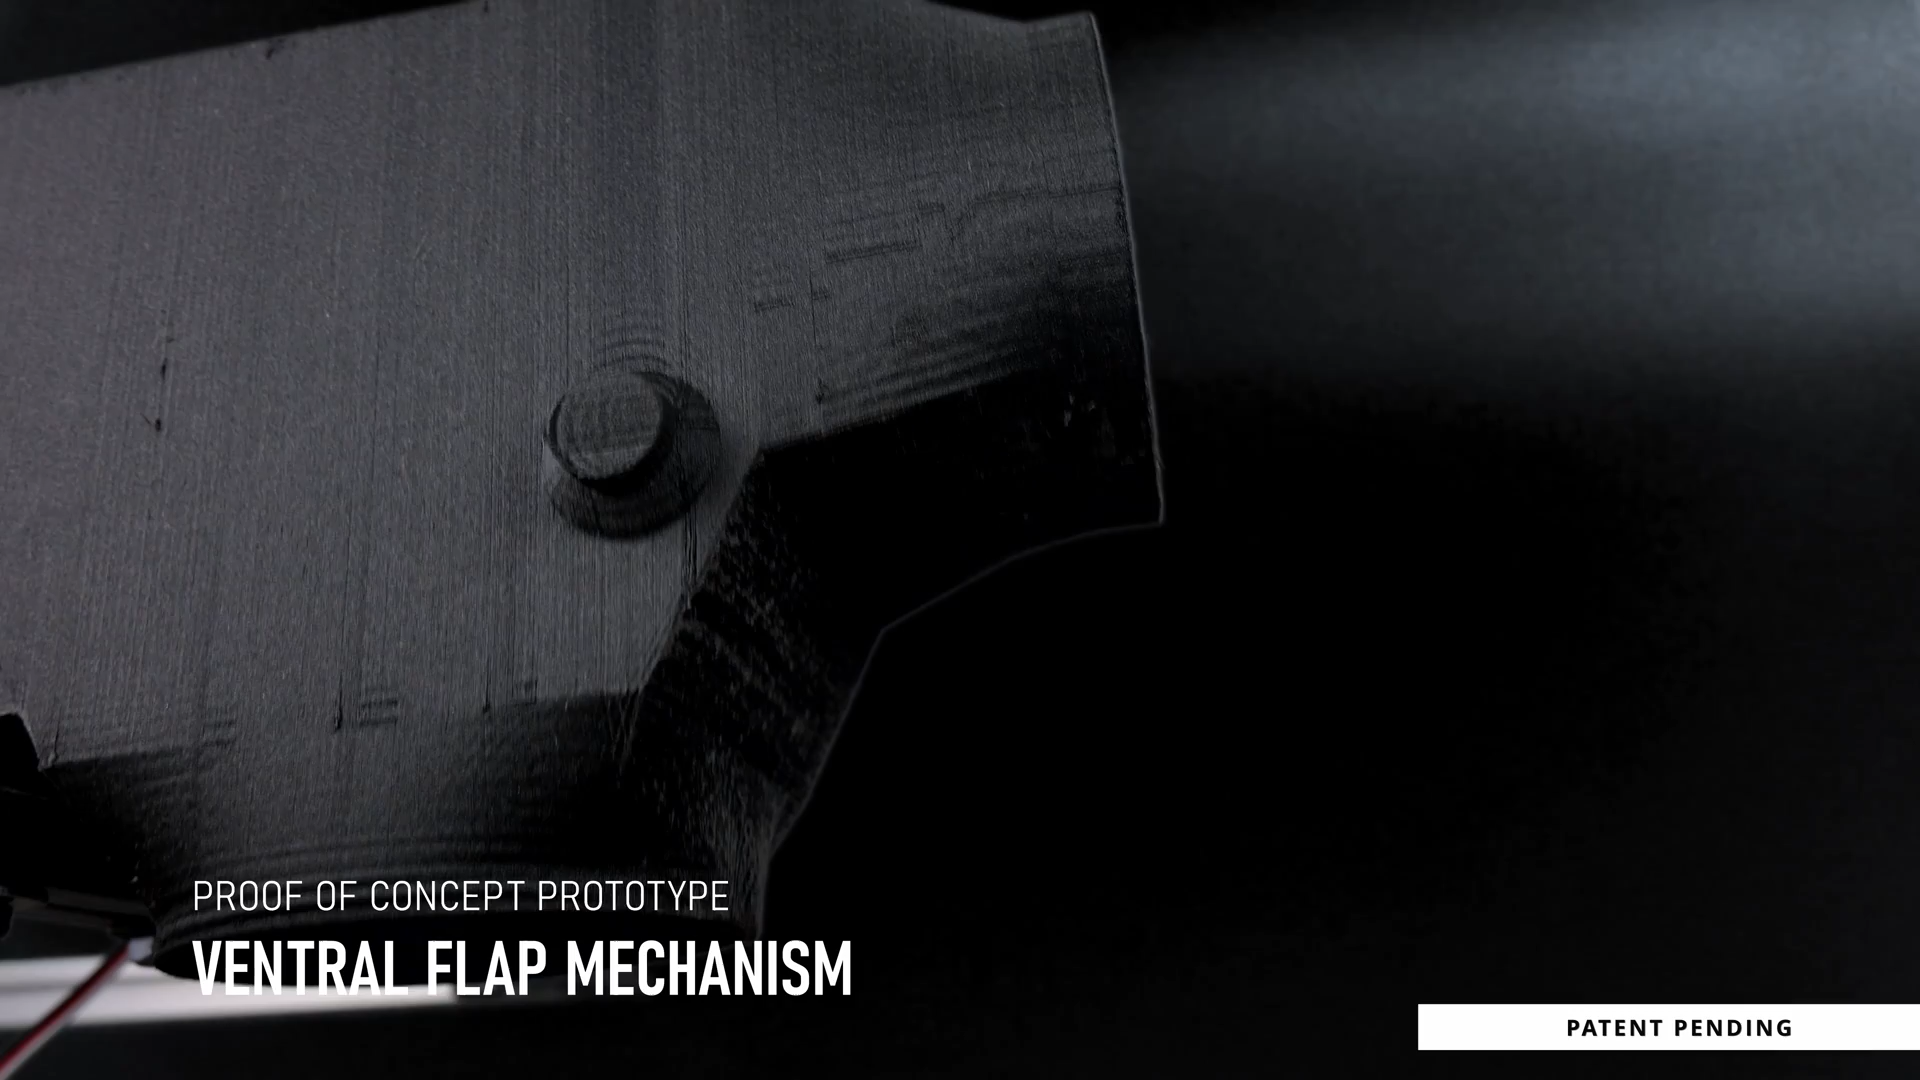 PROOF OF CONCEPT PROTOTYPE
VENTRAL FLAP MECHANISM
PATENT PENDING